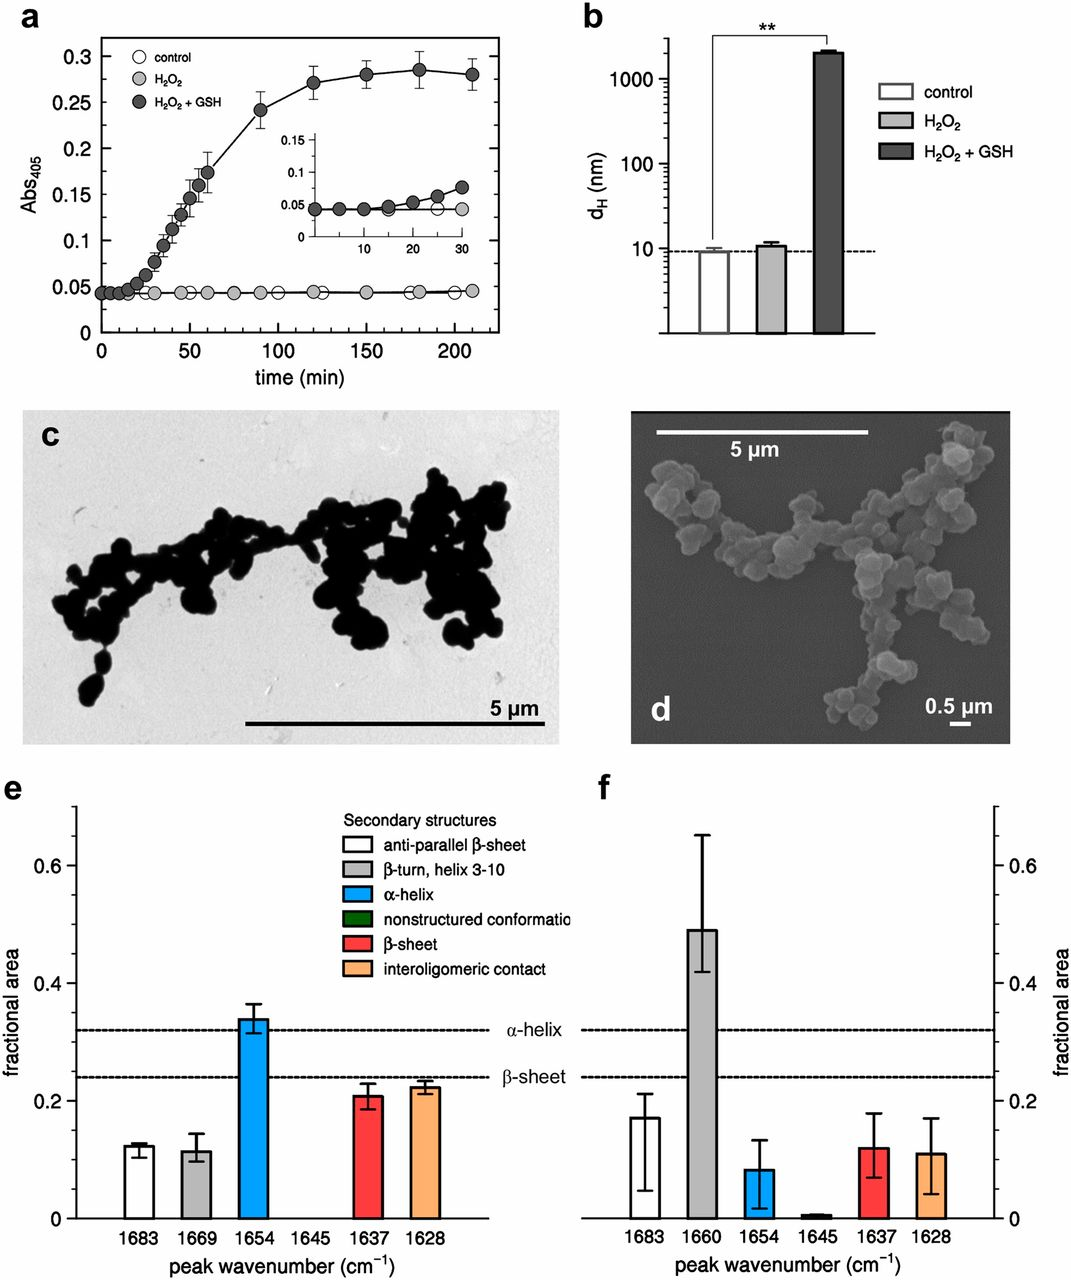 a
0.3
0.25
0.2
0.15
0.1
0.05
0
Abs405
control
H2O2
H2O2 + GSH
0.15
0.1
0.05
0
10
20
30
0
50
100
150
200
time (min)
b
**
1000
100
10
dH (nm)
control
H2O2
H2O2 + GSH
c
5 µm
5 µm
d
0.5 µm
e
0.6
0.4
0.2
0
fractional area
Secondary structures
anti-parallel β-sheet
β-turn, helix 3-10
α-helix
nonstructured conformatio
β-sheet
interoligomeric contact
α-helix
β-sheet
1683 1669 1654 1645 1637 1628
peak wavenumber (cm⁻¹)
f
0.6
0.4
0.2
0
fractional area
1683 1660 1654 1645 1637 1628
peak wavenumber (cm⁻¹)